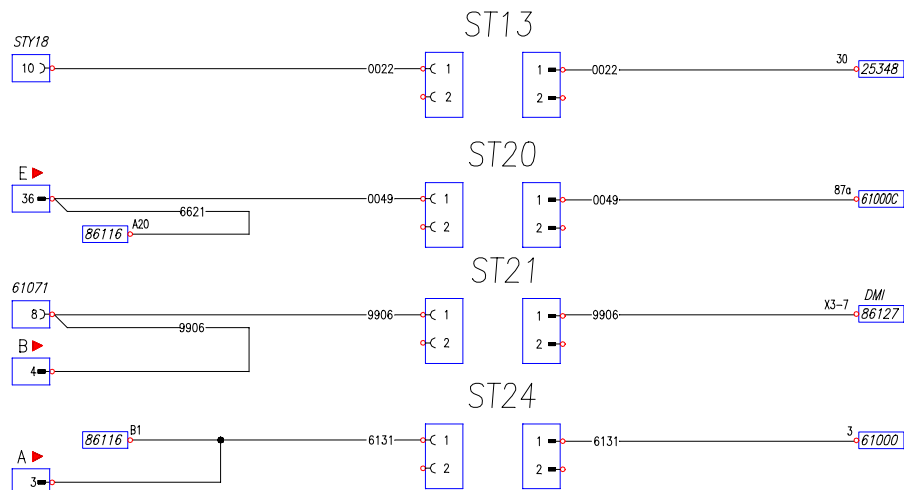 ST13
STY18
10 0022 1 1 0022 30 25348
2 2
ST20
E
36 0049 1 1 0049 87a 61000C
6621
86116 A20 2 2
ST21
61071 DMI
8 9906 1 1 9906 X3-7 86127
9906
B 2 2
4
ST24
86116 B1 6131 1 1 6131 3 61000
A 2 2
3